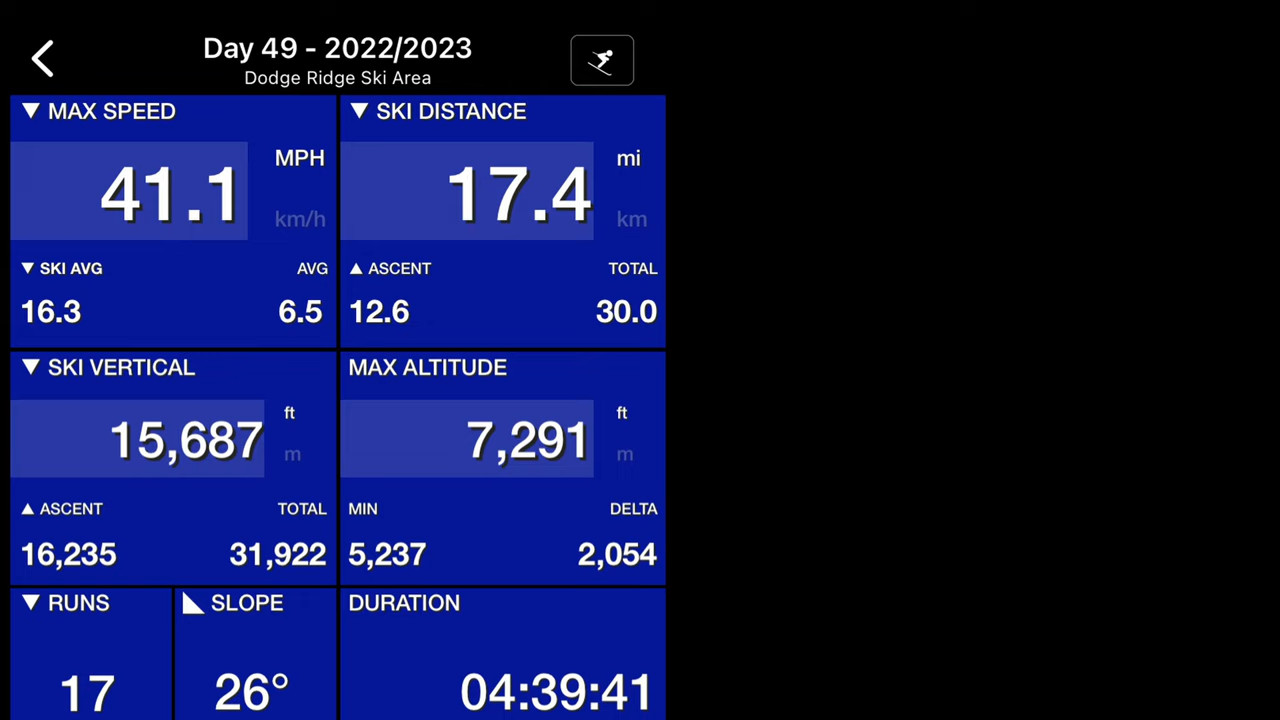 Day 49 - 2022/2023
Dodge Ridge Ski Area
MAX SPEED
41.1 MPH
km/h
SKI AVG AVG
16.3 6.5
SKI DISTANCE
17.4 mi
km
ASCENT TOTAL
12.6 30.0
SKI VERTICAL
15,687 ft
m
ASCENT TOTAL
16,235 31,922
MAX ALTITUDE
7,291 ft
m
MIN DELTA
5,237 2,054
RUNS
17
SLOPE
26°
DURATION
04:39:41